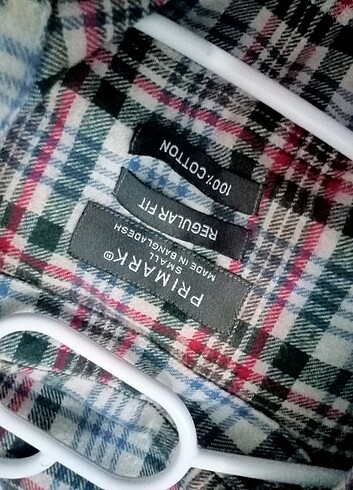 PRIMARK®
SMALL
MADE IN BANGLADESH
REGULAR FIT
100% COTTON